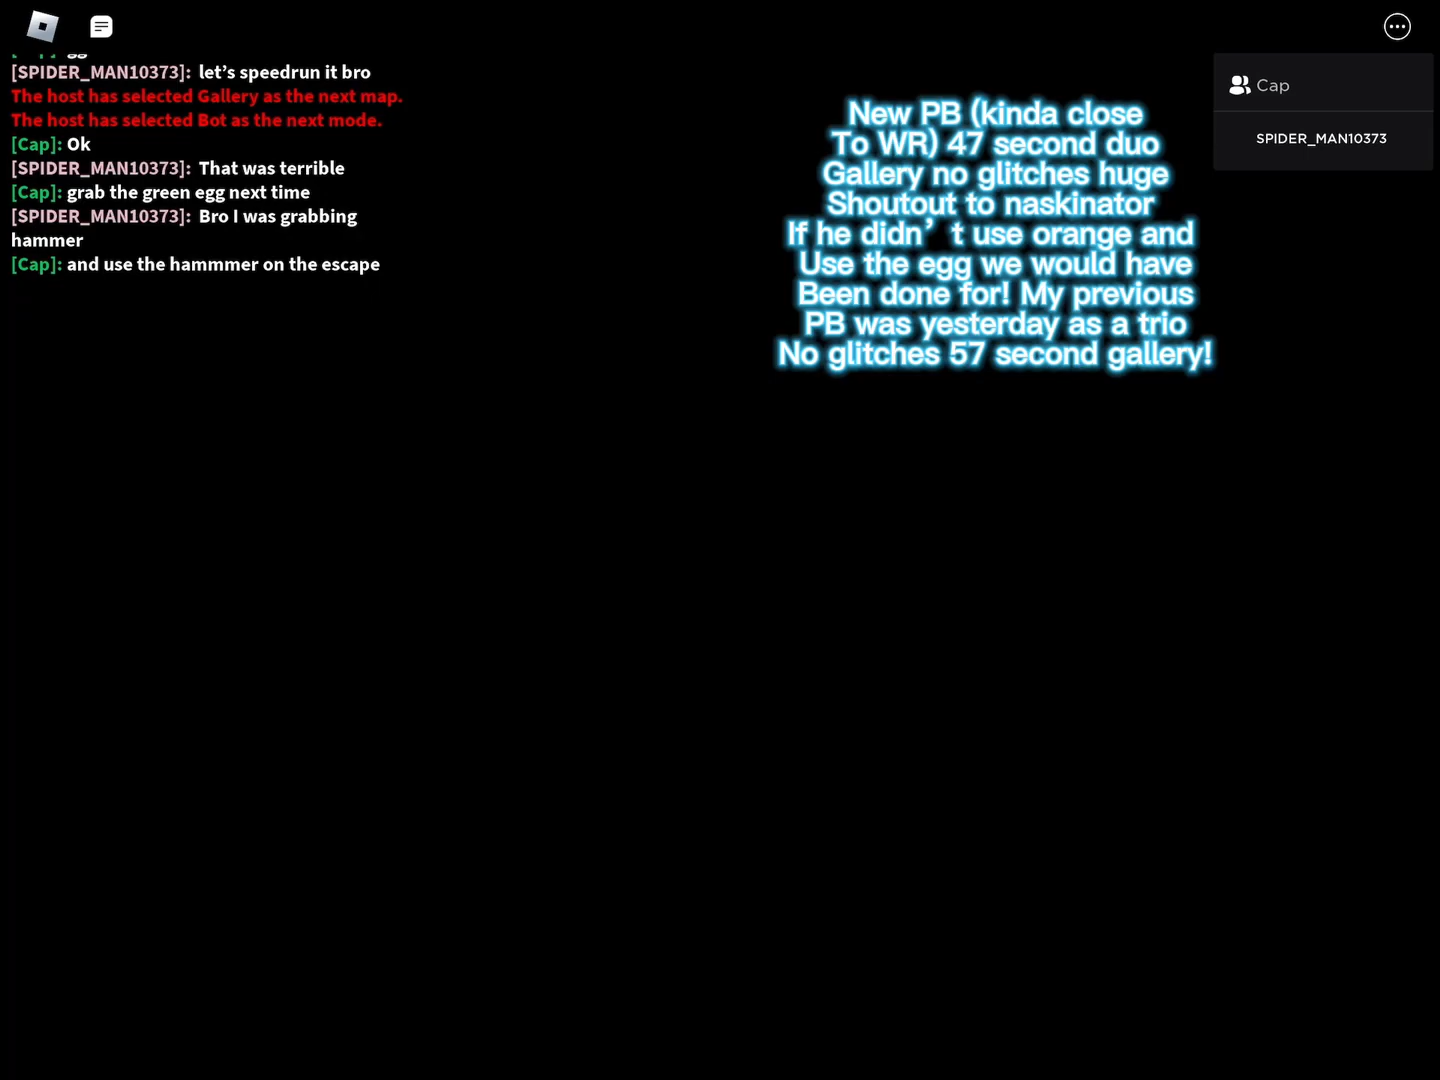 [SPIDER_MAN10373]: let's speedrun it bro
The host has selected Gallery as the next map.
The host has selected Bot as the next mode.
[Cap]: Ok
[SPIDER_MAN10373]: That was terrible
[Cap]: grab the green egg next time
[SPIDER_MAN10373]: Bro I was grabbing
hammer
[Cap]: and use the hammmer on the escape
New PB (kinda close
To WR) 47 second duo
Gallery no glitches huge
Shoutout to naskinator
If he didn’t use orange and
Use the egg we would have
Been done for! My previous
PB was yesterday as a trio
No glitches 57 second gallery!
Cap
SPIDER_MAN10373